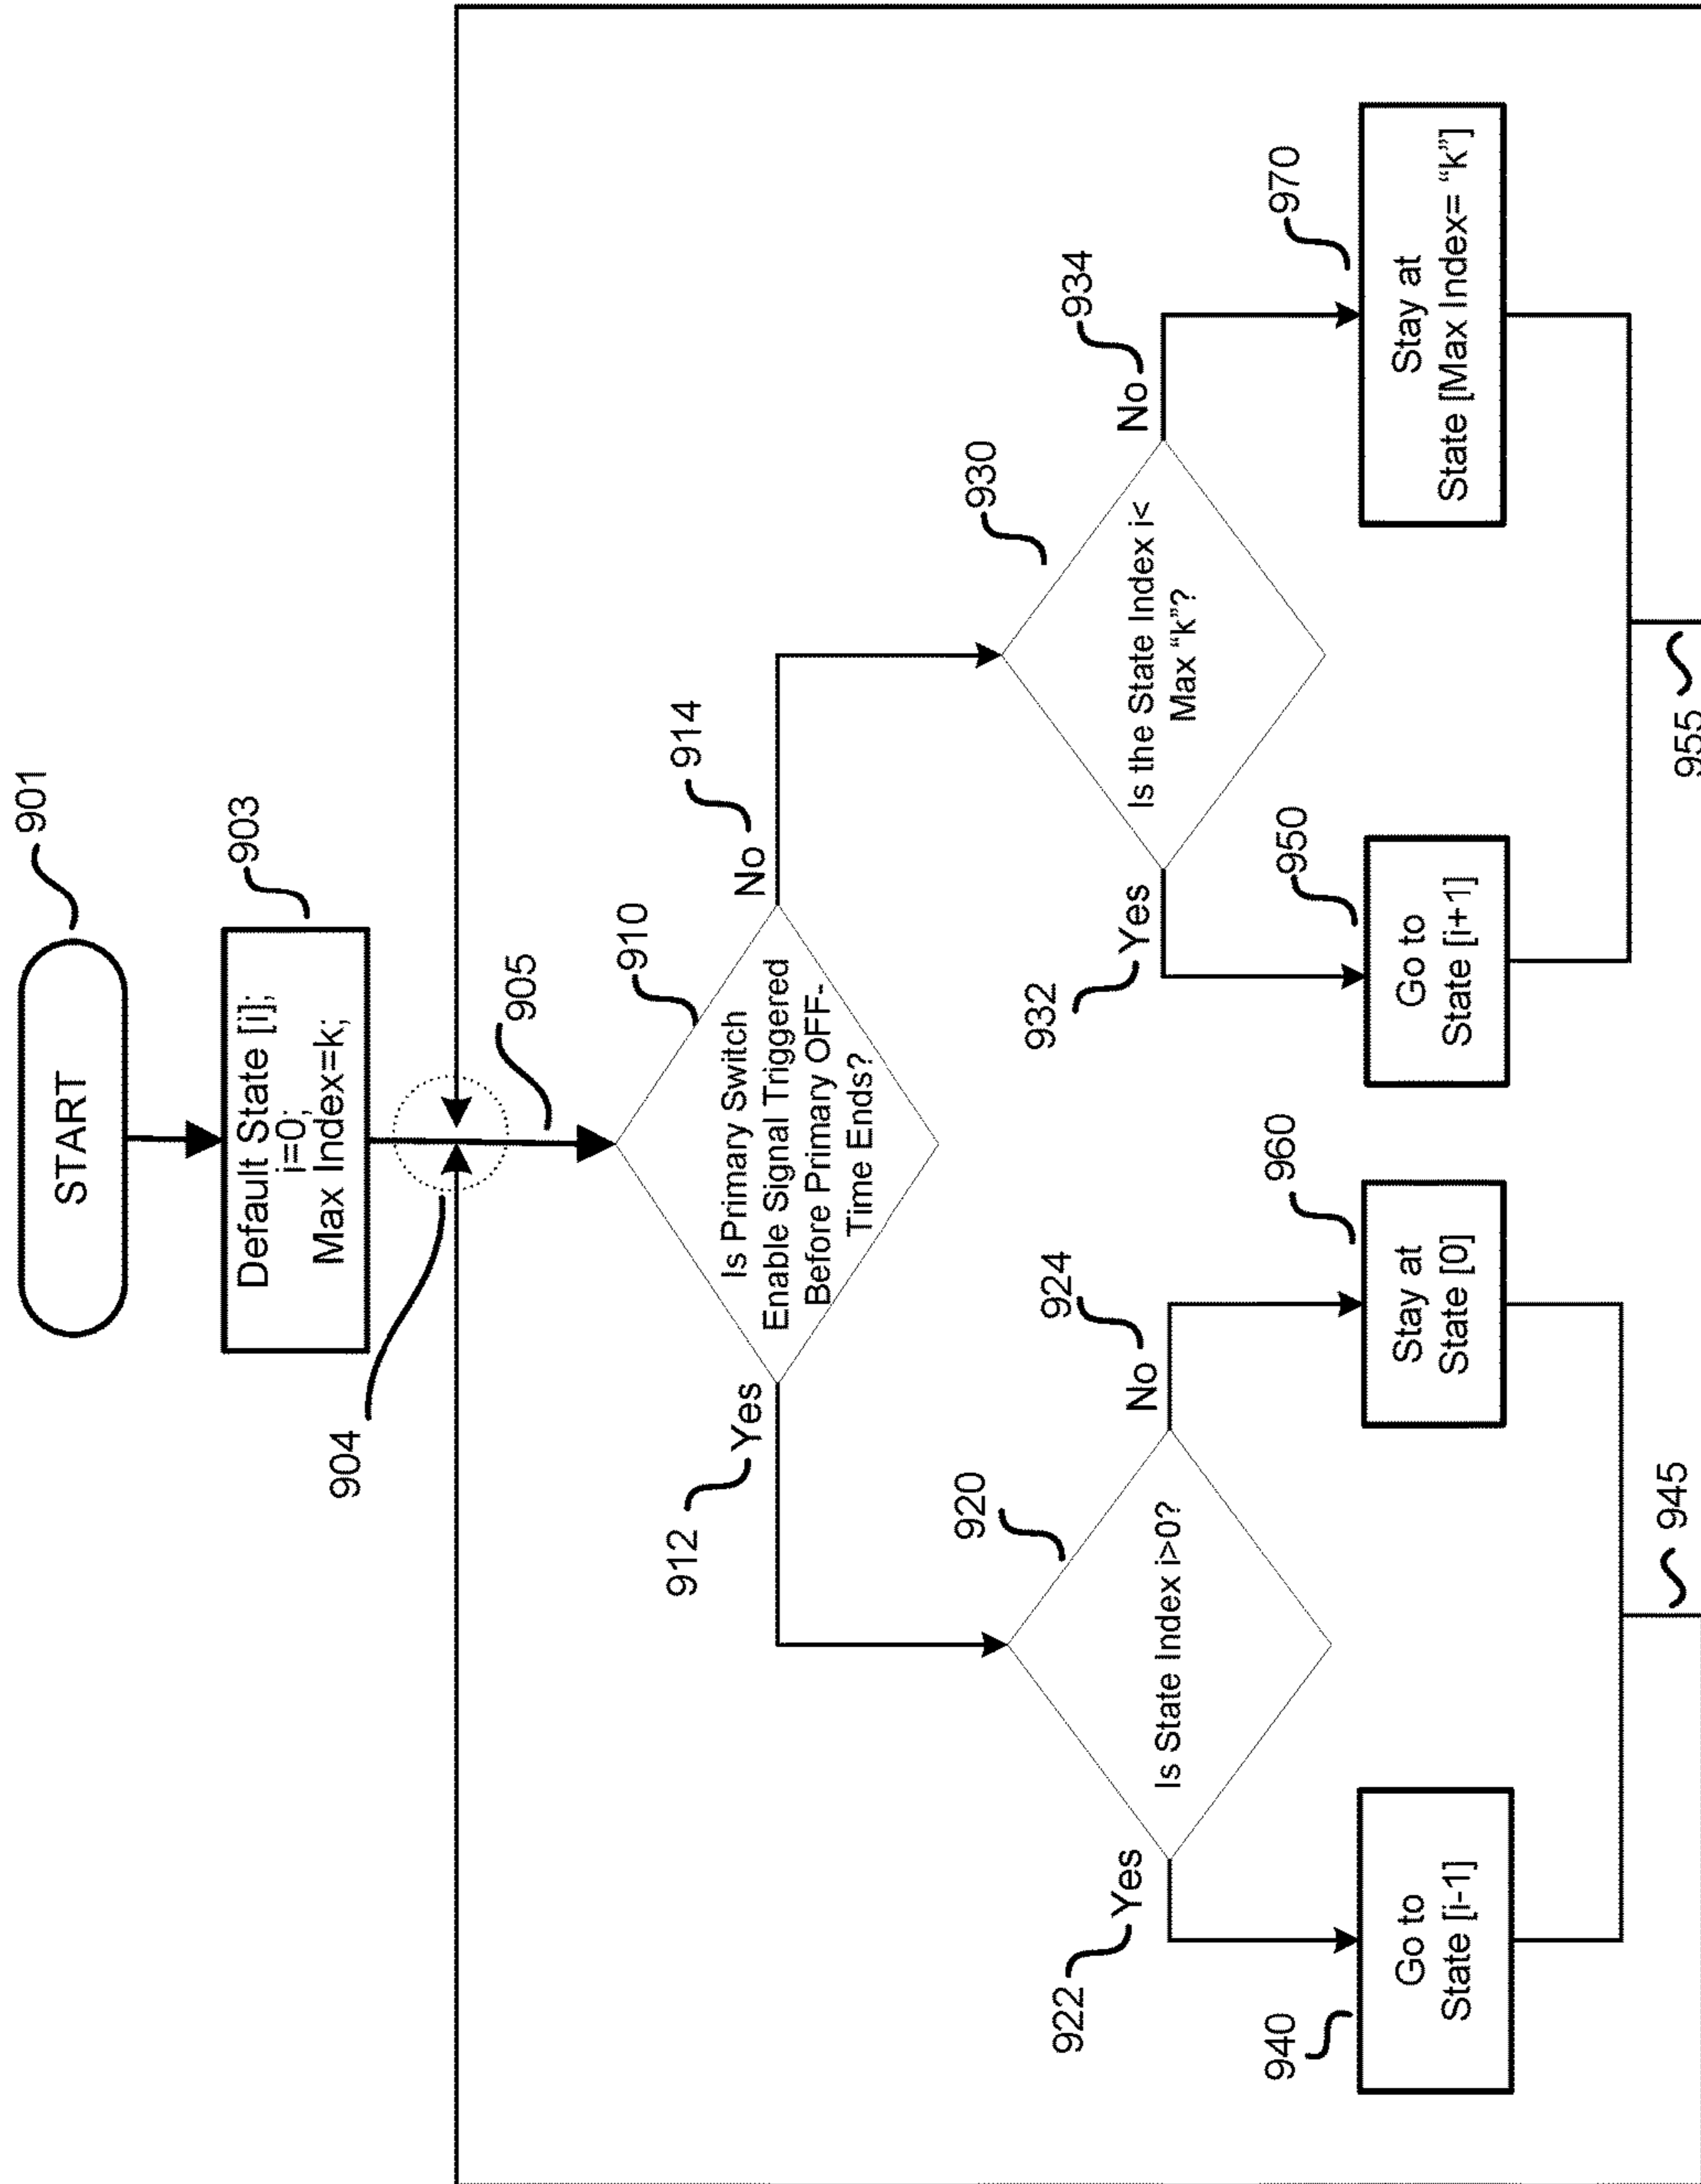 START
901
Default State [i];
i=0;
Max Index=k;
903
904
905
Is Primary Switch
Enable Signal Triggered
Before Primary OFF-
Time Ends?
910
912
Yes
No
914
Is State Index i>0?
920
922
Yes
No
924
Is the State Index i<
Max “k”?
930
932
Yes
No
934
Go to
State [i-1]
940
Stay at
State [0]
960
Go to
State [i+1]
950
Stay at
State [Max Index= “k”]
970
945
955